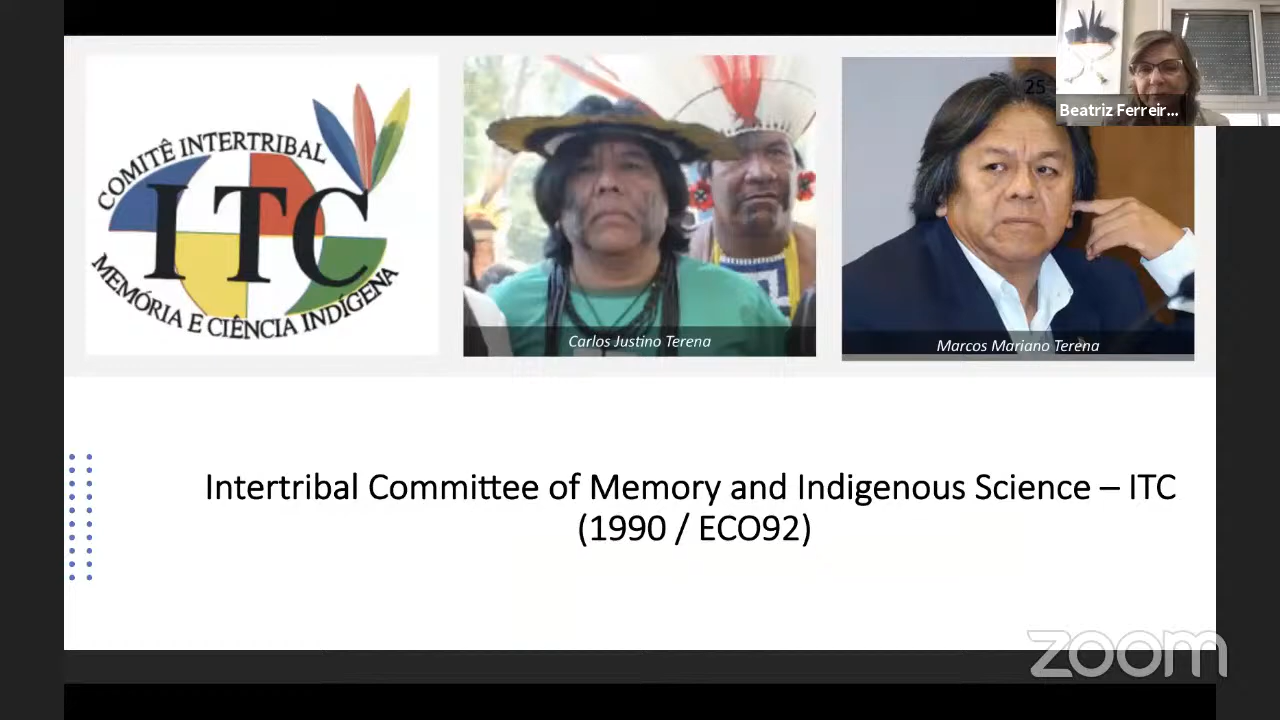 COMITÊ INTERTRIBAL
ITC
MEMÓRIA E CIÊNCIA INDÍGENA
Carlos Justino Terena
Marcos Mariano Terena
25
Beatriz Ferreir...
Intertribal Committee of Memory and Indigenous Science – ITC
(1990 / ECO92)
zoom